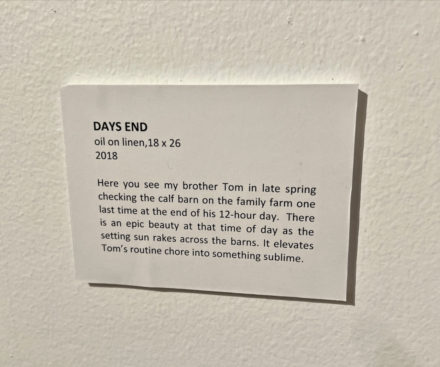 DAYS END
oil on linen,18 x 26
2018
Here you see my brother Tom in late spring
checking the calf barn on the family farm one
last time at the end of his 12-hour day. There
is an epic beauty at that time of day as the
setting sun rakes across the barns. It elevates
Tom's routine chore into something sublime.